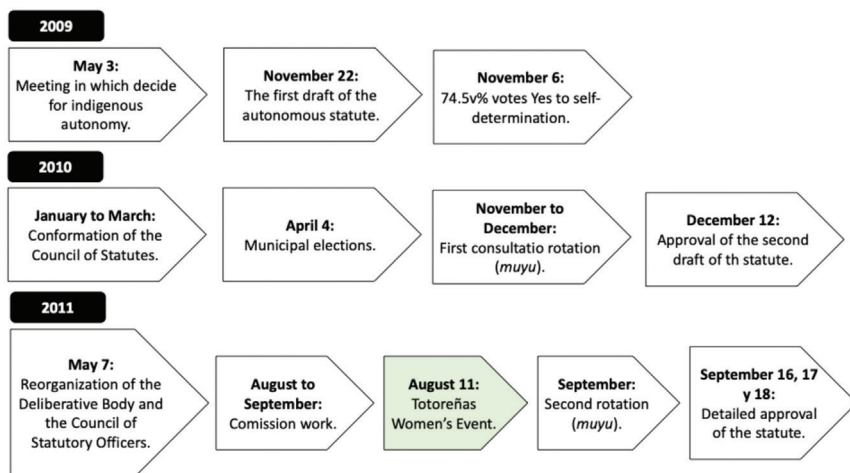 2009
May 3:
Meeting in which decide
for indigenous
autonomy.
November 22:
The first draft of the
autonomous statute.
November 6:
74.5v% votes Yes to self-
determination.
2010
January to March:
Conformation of the
Council of Statutes.
April 4:
Municipal elections.
November to
December:
First consultatio rotation
(muyu).
December 12:
Approval of the second
draft of th statute.
2011
May 7:
Reorganization of the
Deliberative Body and
the Council of
Statutory Officers.
August to
September:
Comission work.
August 11:
Totoreñas
Women's Event.
September:
Second rotation
(muyu).
September 16, 17
y 18:
Detailed approval
of the statute.